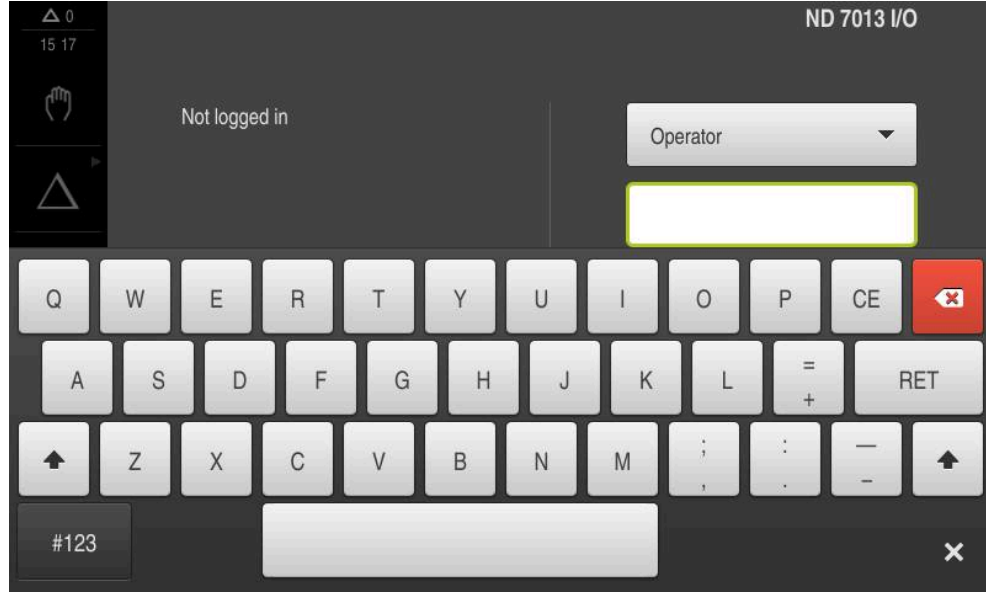 0
ND 7013 I/O
15 17
Not logged in
Operator
Q W E R T Y U I O P CE
A S D F G H J K L = + RET
Z X C V B N M ; , : . — –
#123